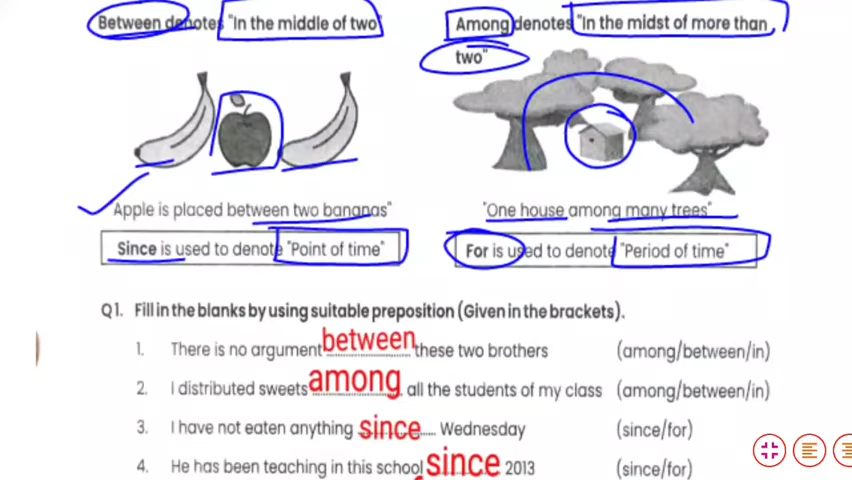 Between denotes "In the middle of two"
Among denotes "In the midst of more than
two"
Apple is placed between two bananas"
"One house among many trees"
Since is used to denote "Point of time"
For is used to denote "Period of time"
Q1. Fill in the blanks by using suitable preposition (Given in the brackets).
1. There is no argument between these two brothers (among/between/in)
2. I distributed sweets among all the students of my class (among/between/in)
3. I have not eaten anything since Wednesday (since/for)
4. He has been teaching in this school since 2013 (since/for)